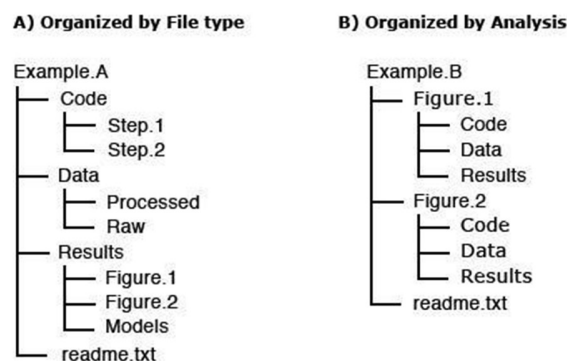 A) Organized by File type
Example.A
Code
Step.1
Step.2
Data
Processed
Raw
Results
Figure.1
Figure.2
Models
readme.txt
B) Organized by Analysis
Example.B
Figure.1
Code
Data
Results
Figure.2
Code
Data
Results
readme.txt